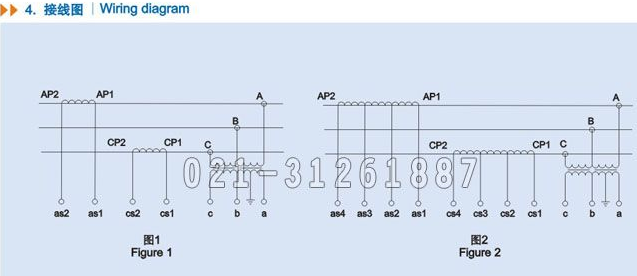 4. 接线图 | Wiring diagram
AP2 AP1 A
B
CP2 CP1 C
as2 as1 cs2 cs1 c b a
图1
Figure 1
AP2 AP1 A
B
CP2 CP1 C
as4 as3 as2 as1 cs4 cs3 cs2 cs1 c b a
图2
Figure 2
021-31261887